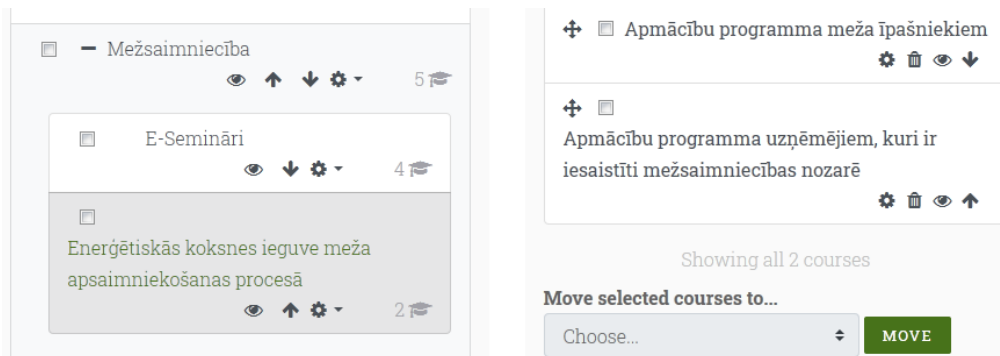 Mežsaimniecība
5
E-Semināri
4
Enerģētiskās koksnes ieguve meža
apsaimniekošanas procesā
2
Apmācību programma meža īpašniekiem
Apmācību programma uzņēmējiem, kuri ir
iesaistīti mežsaimniecības nozarē
Showing all 2 courses
Move selected courses to...
Choose...
MOVE